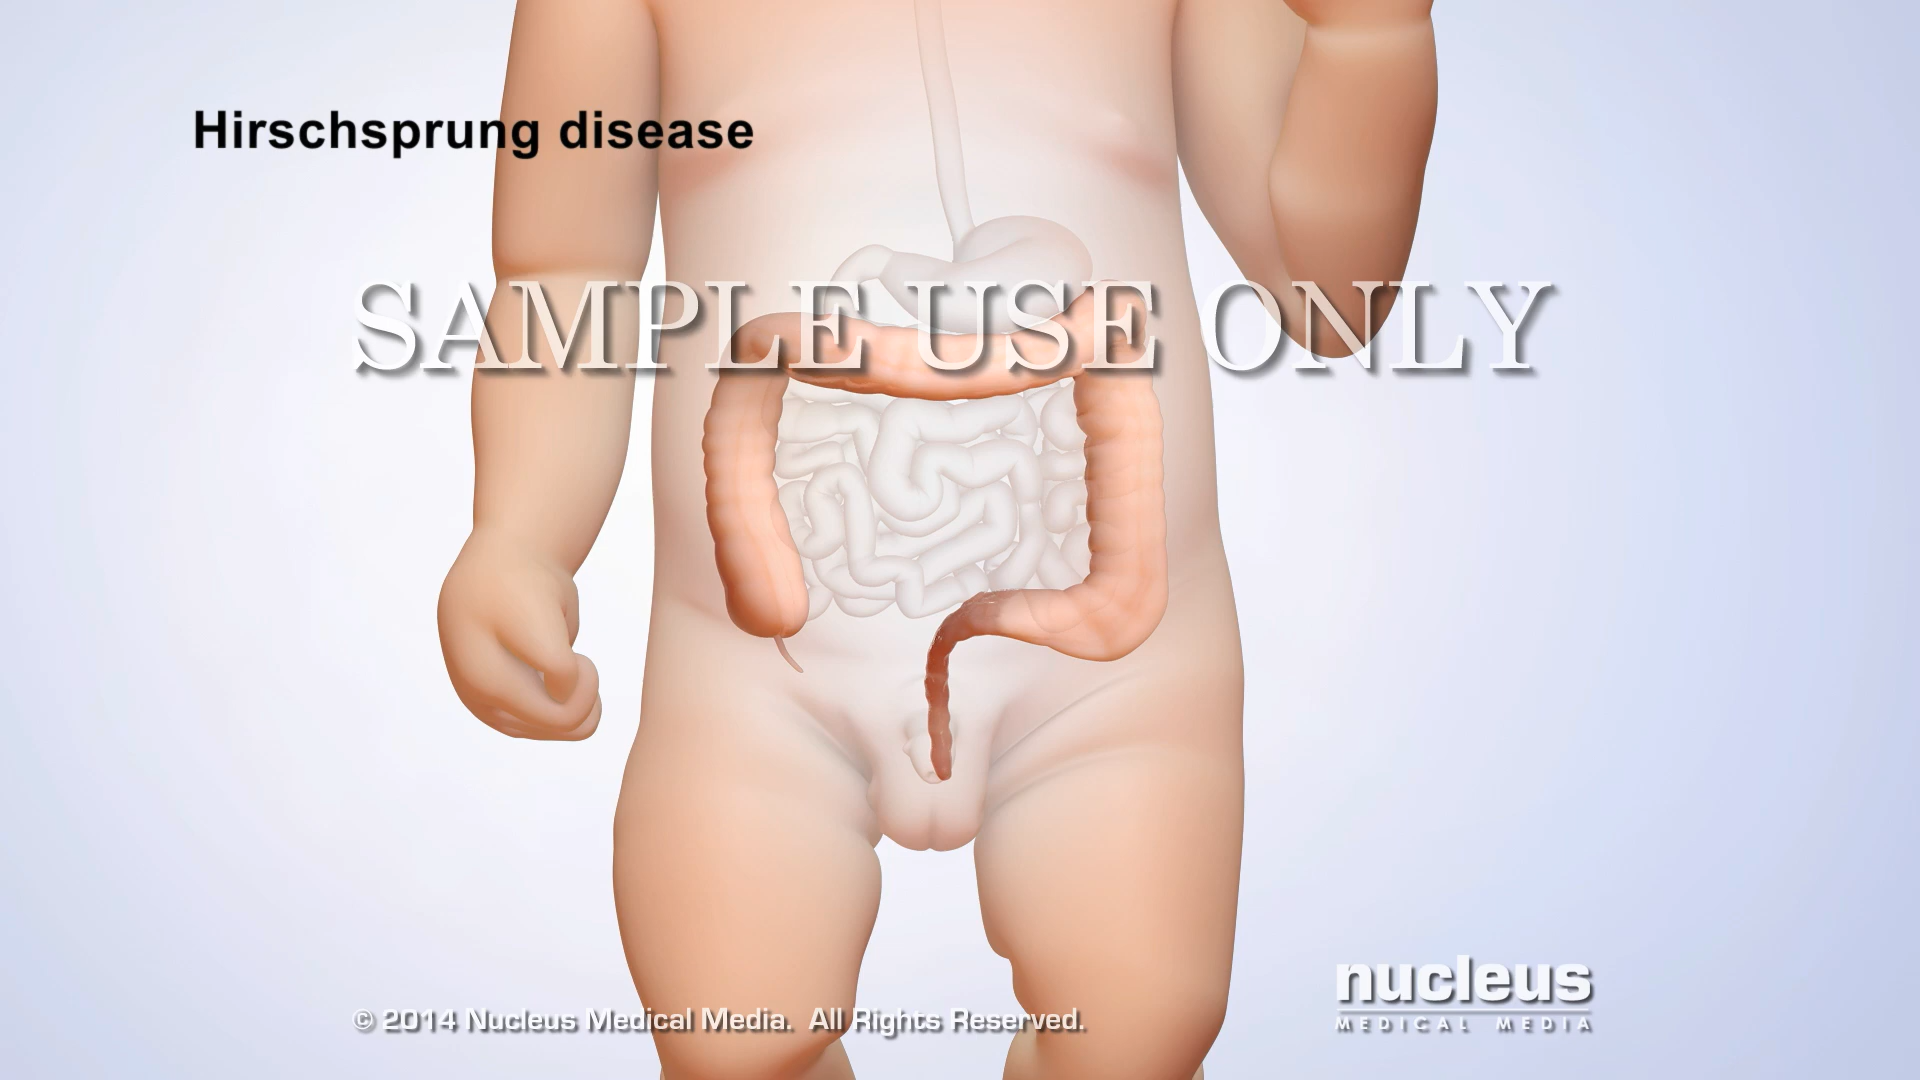 Hirschsprung disease
SAMPLE USE ONLY
nucleus
MEDICAL MEDIA
© 2014 Nucleus Medical Media. All Rights Reserved.